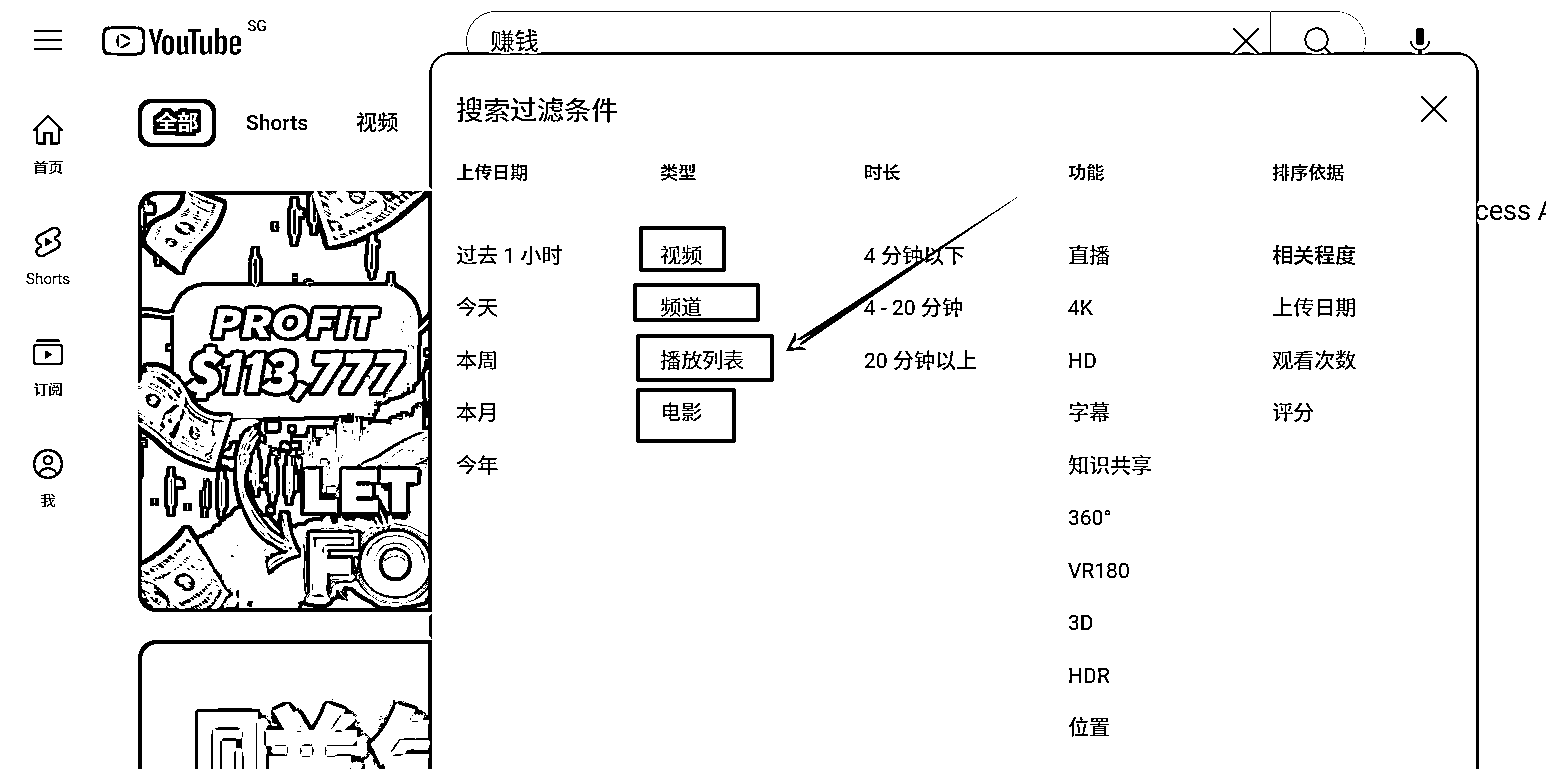 YouTube SG
赚钱
全部 Shorts 视频
首页
Shorts
订阅
我
PROFIT
$113,777
LET
FO
搜索过滤条件
上传日期 类型 时长 功能 排序依据
过去 1 小时 视频 4 分钟以下 直播 相关程度
今天 频道 4 - 20 分钟 4K 上传日期
本周 播放列表 20 分钟以上 HD 观看次数
本月 电影 字幕 评分
今年 知识共享
360°
VR180
3D
HDR
位置
cess A